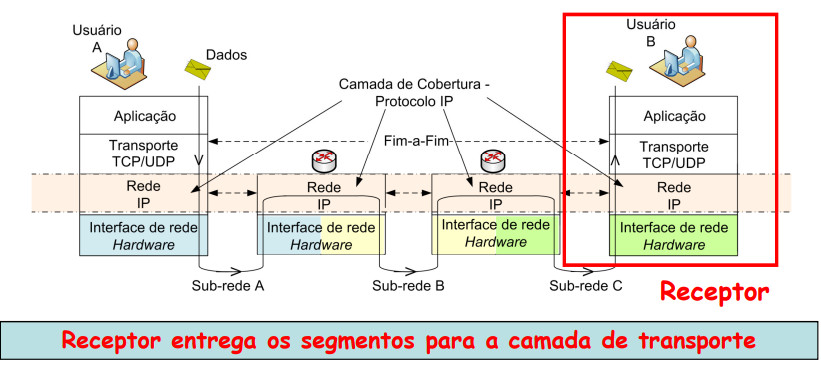 Usuário
A
Dados
Usuário
B
Camada de Cobertura -
Protocolo IP
Aplicação
Aplicação
Transporte
TCP/UDP
Fim-a-Fim
Transporte
TCP/UDP
Rede
IP
Rede
IP
Rede
IP
Rede
IP
Interface de rede
Hardware
Interface de rede
Hardware
Interface de rede
Hardware
Interface de rede
Hardware
Sub-rede A
Sub-rede B
Sub-rede C
Receptor
Receptor entrega os segmentos para a camada de transporte